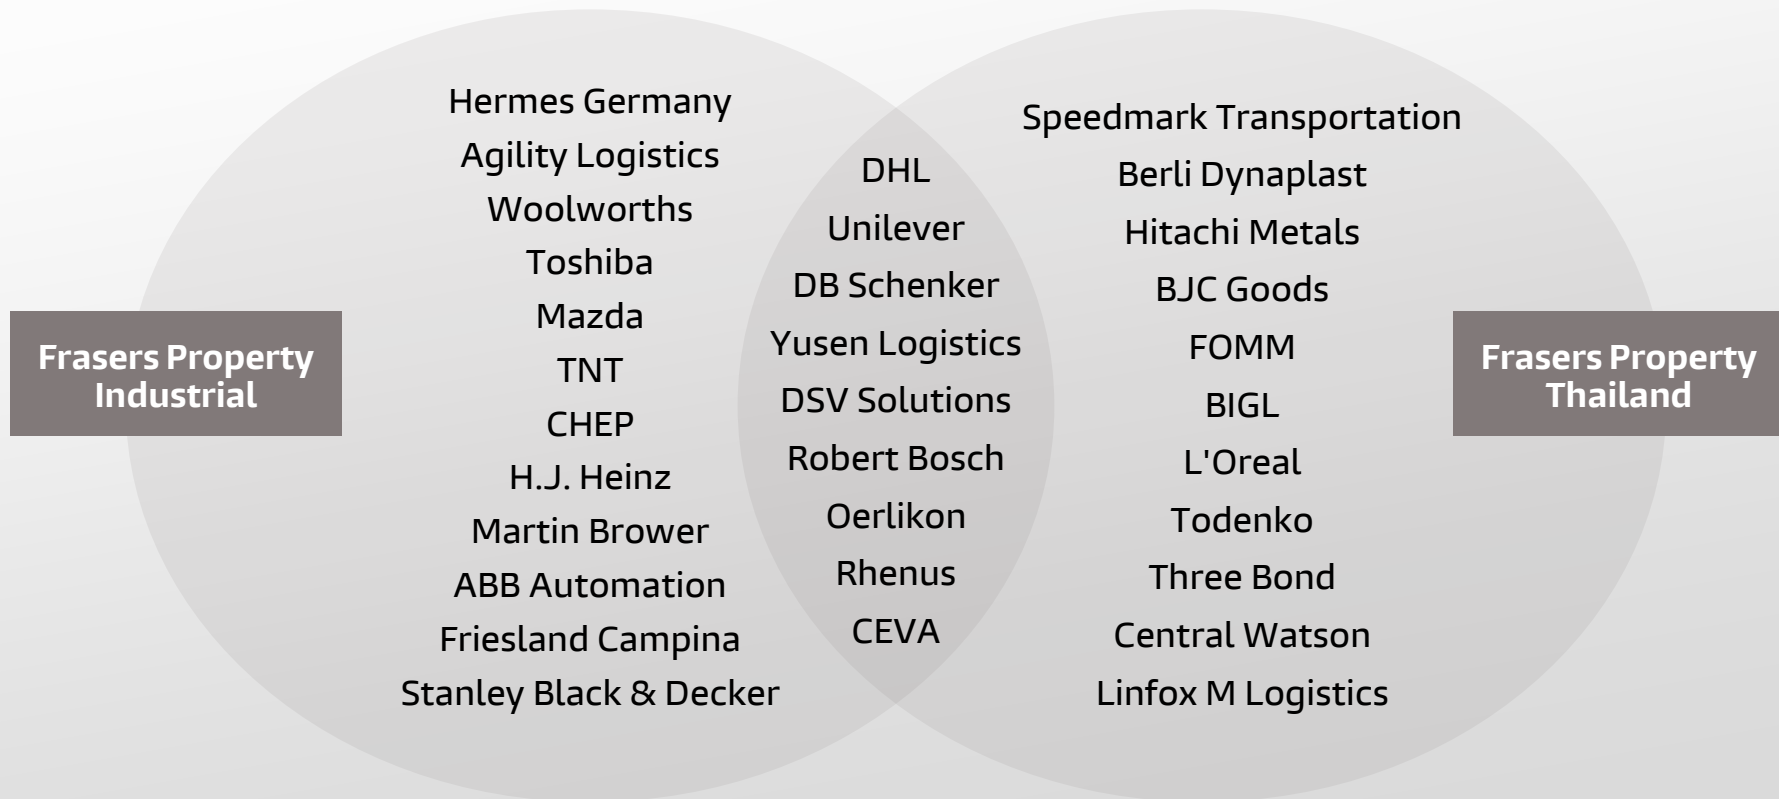 Frasers Property
Industrial
Hermes Germany
Agility Logistics
Woolworths
Toshiba
Mazda
TNT
CHEP
H.J. Heinz
Martin Brower
ABB Automation
Friesland Campina
Stanley Black & Decker
DHL
Unilever
DB Schenker
Yusen Logistics
DSV Solutions
Robert Bosch
Oerlikon
Rhenus
CEVA
Speedmark Transportation
Berli Dynaplast
Hitachi Metals
BJC Goods
FOMM
BIGL
L'Oreal
Todenko
Three Bond
Central Watson
Linfox M Logistics
Frasers Property
Thailand